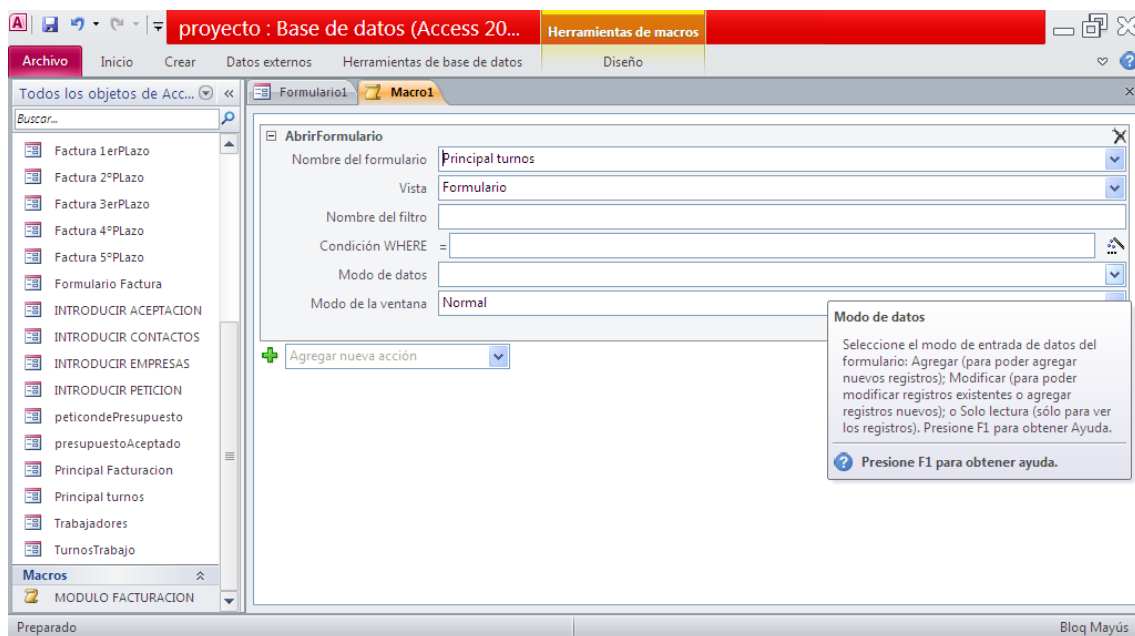 proyecto : Base de datos (Access 20...
Herramientas de macros
Archivo Inicio Crear Datos externos Herramientas de base de datos Diseño
Todos los objetos de Acc... «
Formulario1 Macro1
Buscar...
Factura 1erPLazo
Factura 2ºPLazo
Factura 3erPLazo
Factura 4ºPLazo
Factura 5ºPLazo
Formulario Factura
INTRODUCIR ACEPTACION
INTRODUCIR CONTACTOS
INTRODUCIR EMPRESAS
INTRODUCIR PETICION
peticondePresupuesto
presupuestoAceptado
Principal Facturacion
Principal turnos
Trabajadores
TurnosTrabajo
Macros
MODULO FACTURACION
AbrirFormulario
Nombre del formulario Principal turnos
Vista Formulario
Nombre del filtro
Condición WHERE =
Modo de datos
Modo de la ventana Normal
Agregar nueva acción
Modo de datos
Seleccione el modo de entrada de datos del
formulario: Agregar (para poder agregar
nuevos registros); Modificar (para poder
modificar registros existentes o agregar
registros nuevos); o Solo lectura (sólo para ver
los registros). Presione F1 para obtener Ayuda.
Presione F1 para obtener ayuda.
Preparado
Bloq Mayús